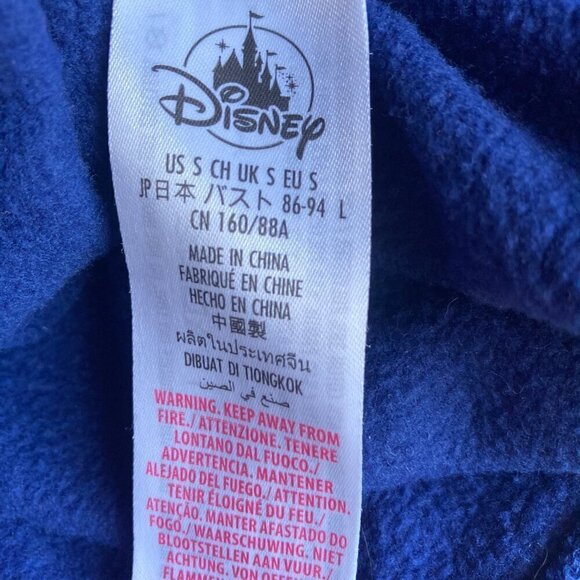 Disney
US S CH UK S EU S
JP日本 バスト 86-94 L
CN 160/88A
MADE IN CHINA
FABRIQUÉ EN CHINE
HECHO EN CHINA
中國製
ผลิตในประเทศจีน
DIBUAT DI TIONGKOK
صنع في الصين
WARNING. KEEP AWAY FROM
FIRE./ ATTENZIONE. TENERE
LONTANO DAL FUOCO./
ADVERTENCIA. MANTENER
ALEJADO DEL FUEGO./ ATTENTION.
TENIR ÉLOIGNÉ DU FEU./
ATENÇÃO. MANTER AFASTADO DO
FOGO./ WAARSCHUWING. NIET
BLOOTSTELLEN AAN VUUR./
ACHTUNG. VON OFFENEN